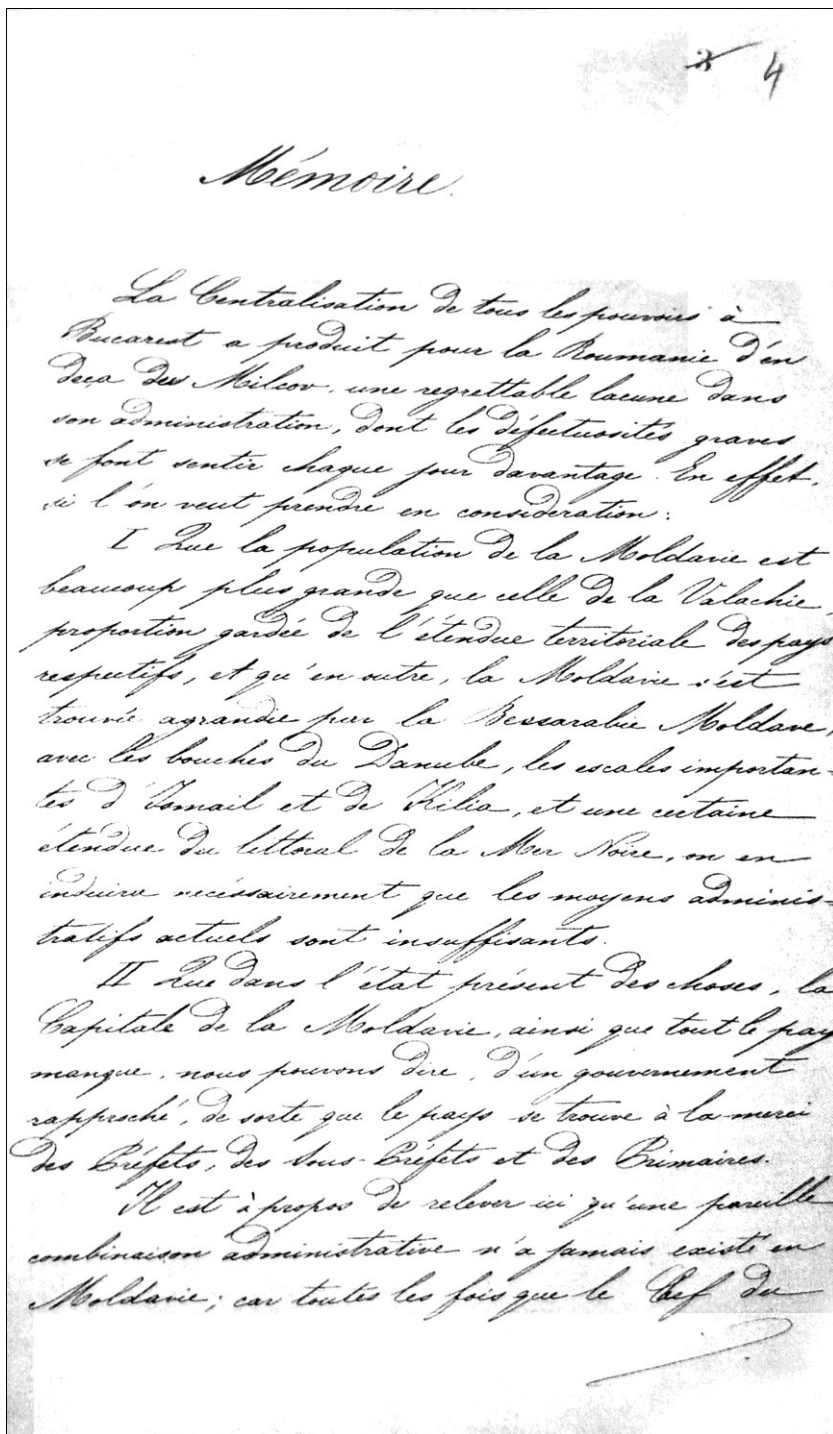 3 4
Mémoire.
La Centralisation de tous les pouvoirs à
Bucarest a produit pour la Roumanie d'en
deça des Milcov, une regrettable lacune dans
son administration, dont les défectuosités graves
se font sentir chaque jour davantage. En effet,
si l'on veut prendre en consideration:
I Que la population de la Moldavie est
beaucoup plus grande que celle de la Valachie,
proportion gardée de l'étendue territoriale des pays
respectifs, et qu'en outre, la Moldavie s'est
trouvée agrandie par la Bessarabie Moldave,
avec les bouches du Danube, les escales importan-
tes d'Ismail et de Kilia, et une certaine
étendue du littoral de la Mer Noire, on en
induira nécessairement que les moyens adminis-
tratifs actuels sont insuffisants.
II Que dans l'état présent des choses, la
Capitale de la Moldavie, ainsi que tout le pay
manque, nous pouvons dire, d'un gouvernement
rapproché, de sorte que le pays se trouve à la merci
des Préfets, des Sous-Préfets et des Primaires.
Il est à propos de relever ici qu'une pareille
combinaison administrative n'a jamais existé en
Moldavie; car toutes les fois que le Chef du